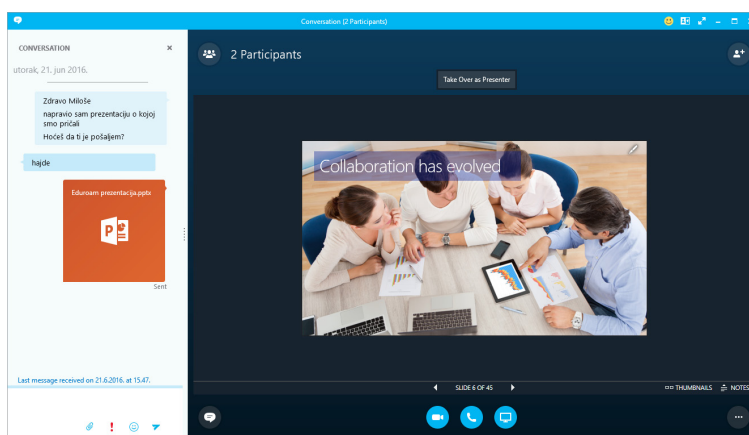 Conversation (2 Participants)
CONVERSATION
utorak, 21. jun 2016.
Zdravo Miloše
napravio sam prezentaciju o kojoj
smo pričali
Hoćeš da ti je pošaljem?
hajde
Eduroam prezentacija.pptx
P
Sent
Last message received on 21.6.2016. at 15.47.
2 Participants
Take Over as Presenter
Collaboration has evolved
SLIDE 6 OF 45
THUMBNAILS
NOTES